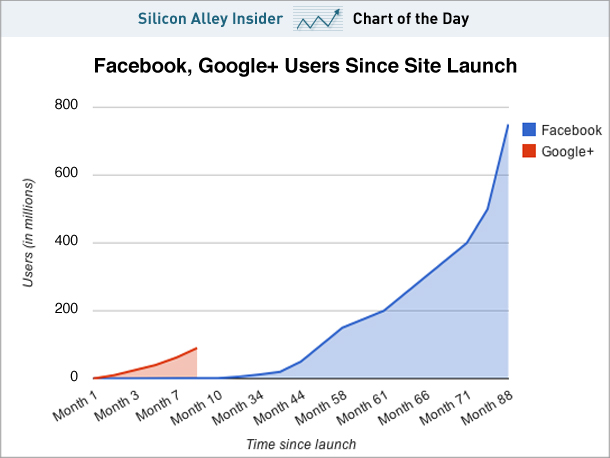 Silicon Alley Insider Chart of the Day
Facebook, Google+ Users Since Site Launch
800
600
400
200
0
Users (in millions)
Facebook
Google+
Month 1
Month 3
Month 7
Month 10
Month 34
Month 44
Month 58
Month 61
Month 66
Month 71
Month 88
Time since launch